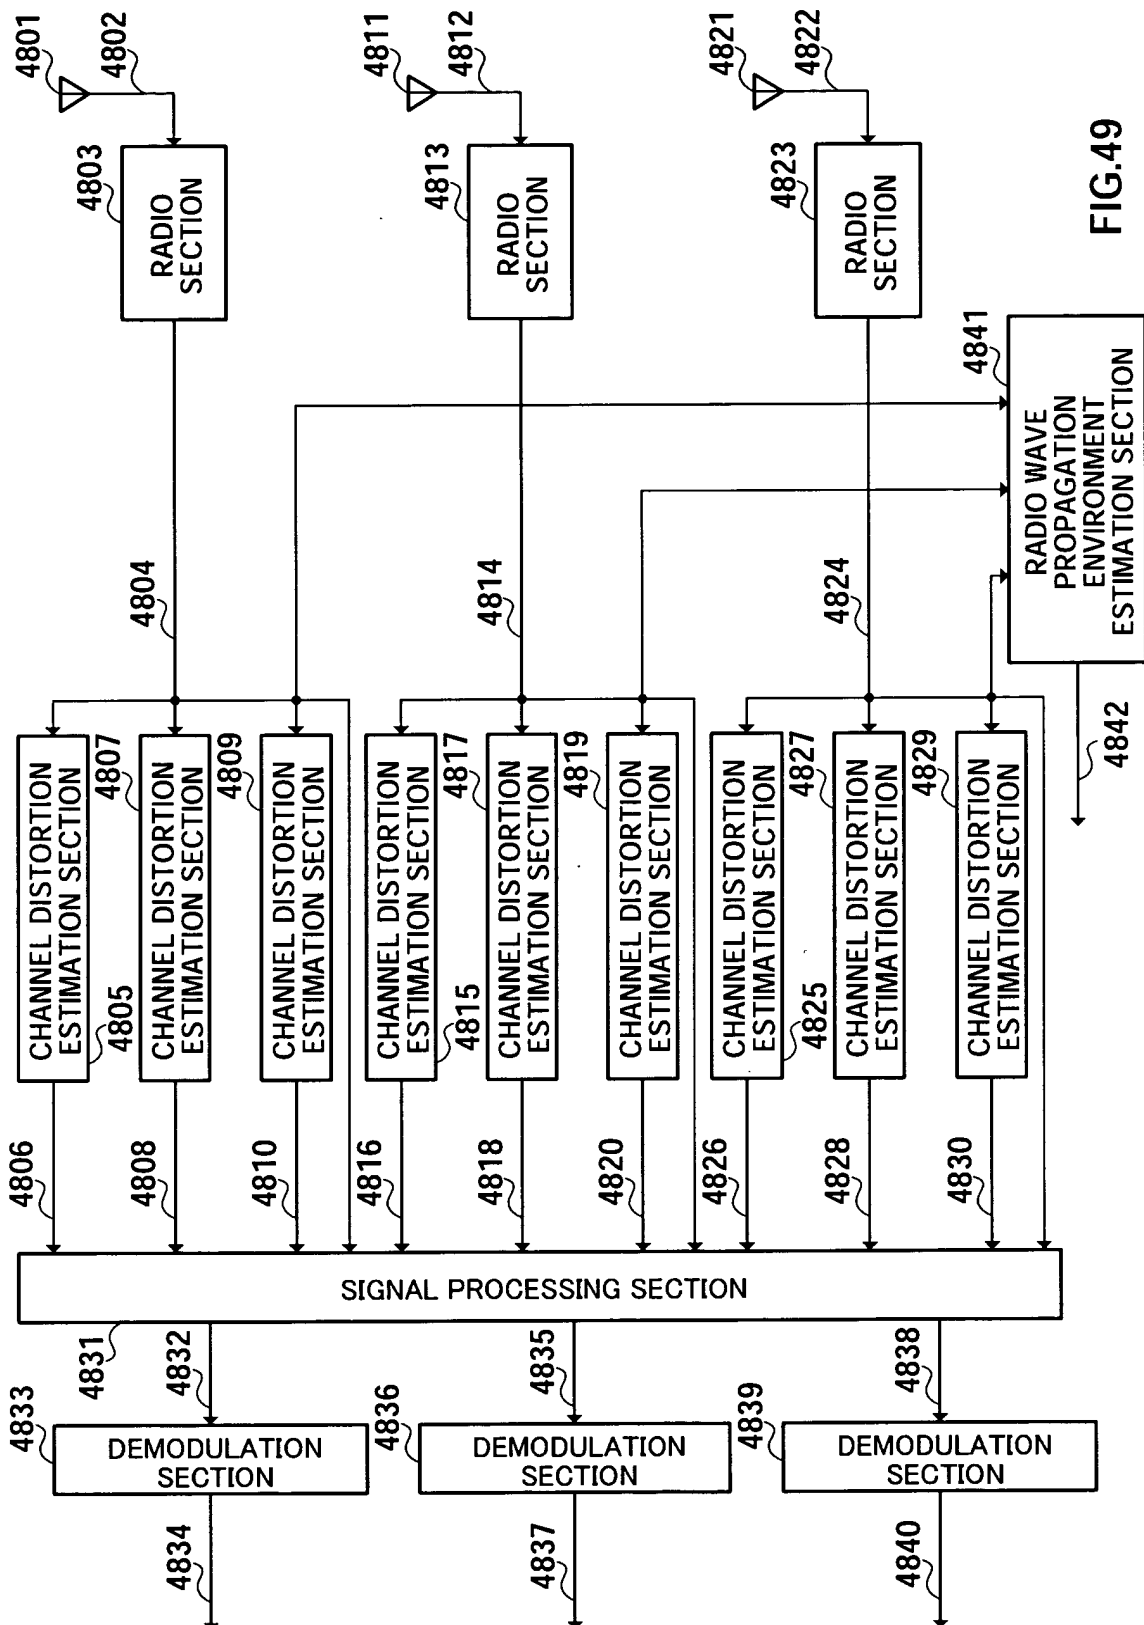 4801
4802
4803
RADIO
SECTION
4804
4811
4812
4813
RADIO
SECTION
4814
4821
4822
4823
RADIO
SECTION
4824
CHANNEL DISTORTION
ESTIMATION SECTION
4805
4806
4807
CHANNEL DISTORTION
ESTIMATION SECTION
4808
4809
CHANNEL DISTORTION
ESTIMATION SECTION
4810
CHANNEL DISTORTION
ESTIMATION SECTION
4815
4816
4817
CHANNEL DISTORTION
ESTIMATION SECTION
4818
4819
CHANNEL DISTORTION
ESTIMATION SECTION
4820
CHANNEL DISTORTION
ESTIMATION SECTION
4825
4826
4827
CHANNEL DISTORTION
ESTIMATION SECTION
4828
4829
CHANNEL DISTORTION
ESTIMATION SECTION
4830
4841
RADIO WAVE
PROPAGATION
ENVIRONMENT
ESTIMATION SECTION
4842
SIGNAL PROCESSING SECTION
4831
4832
4833
DEMODULATION
SECTION
4834
4835
4836
DEMODULATION
SECTION
4837
4838
4839
DEMODULATION
SECTION
4840
FIG.49